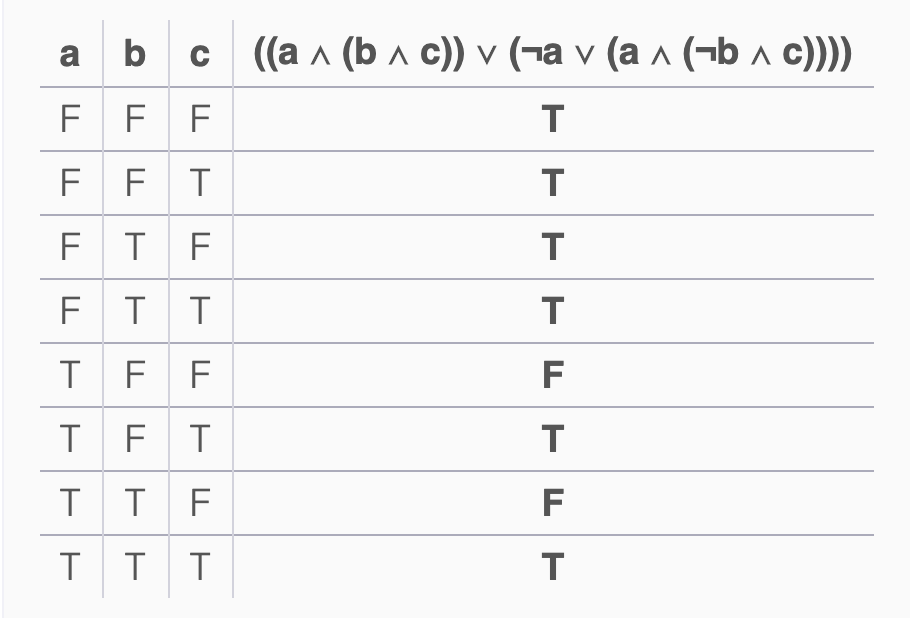 a b c ((a ∧ (b ∧ c)) ∨ (¬a ∨ (a ∧ (¬b ∧ c))))
F F F T
F F T T
F T F T
F T T T
T F F F
T F T T
T T F F
T T T T